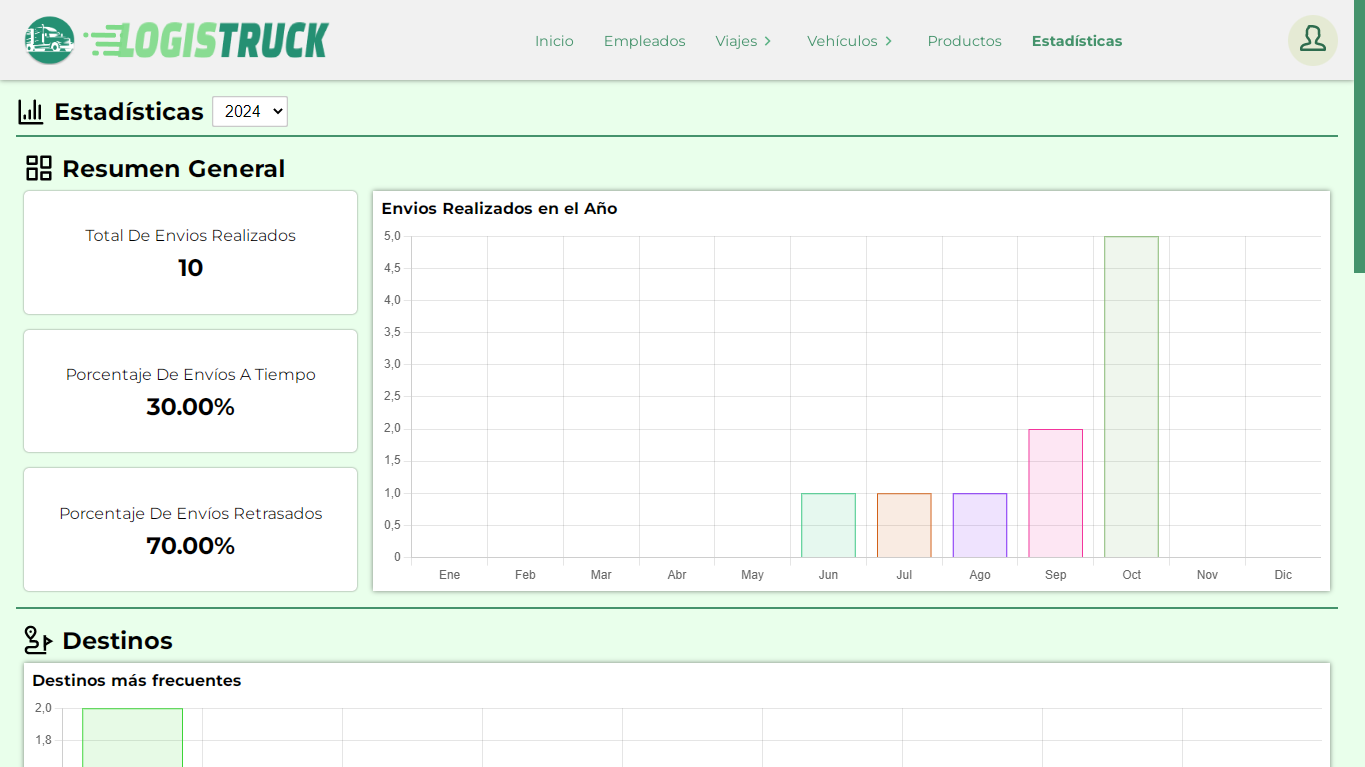 LOGISTRUCK
Inicio Empleados Viajes Vehículos Productos Estadísticas
Estadísticas 2024
Resumen General
Total De Envios Realizados
10
Porcentaje De Envíos A Tiempo
30.00%
Porcentaje De Envíos Retrasados
70.00%
Envios Realizados en el Año
5,0
4,5
4,0
3,5
3,0
2,5
2,0
1,5
1,0
0,5
0
Ene Feb Mar Abr May Jun Jul Ago Sep Oct Nov Dic
Destinos
Destinos más frecuentes
2,0
1,8